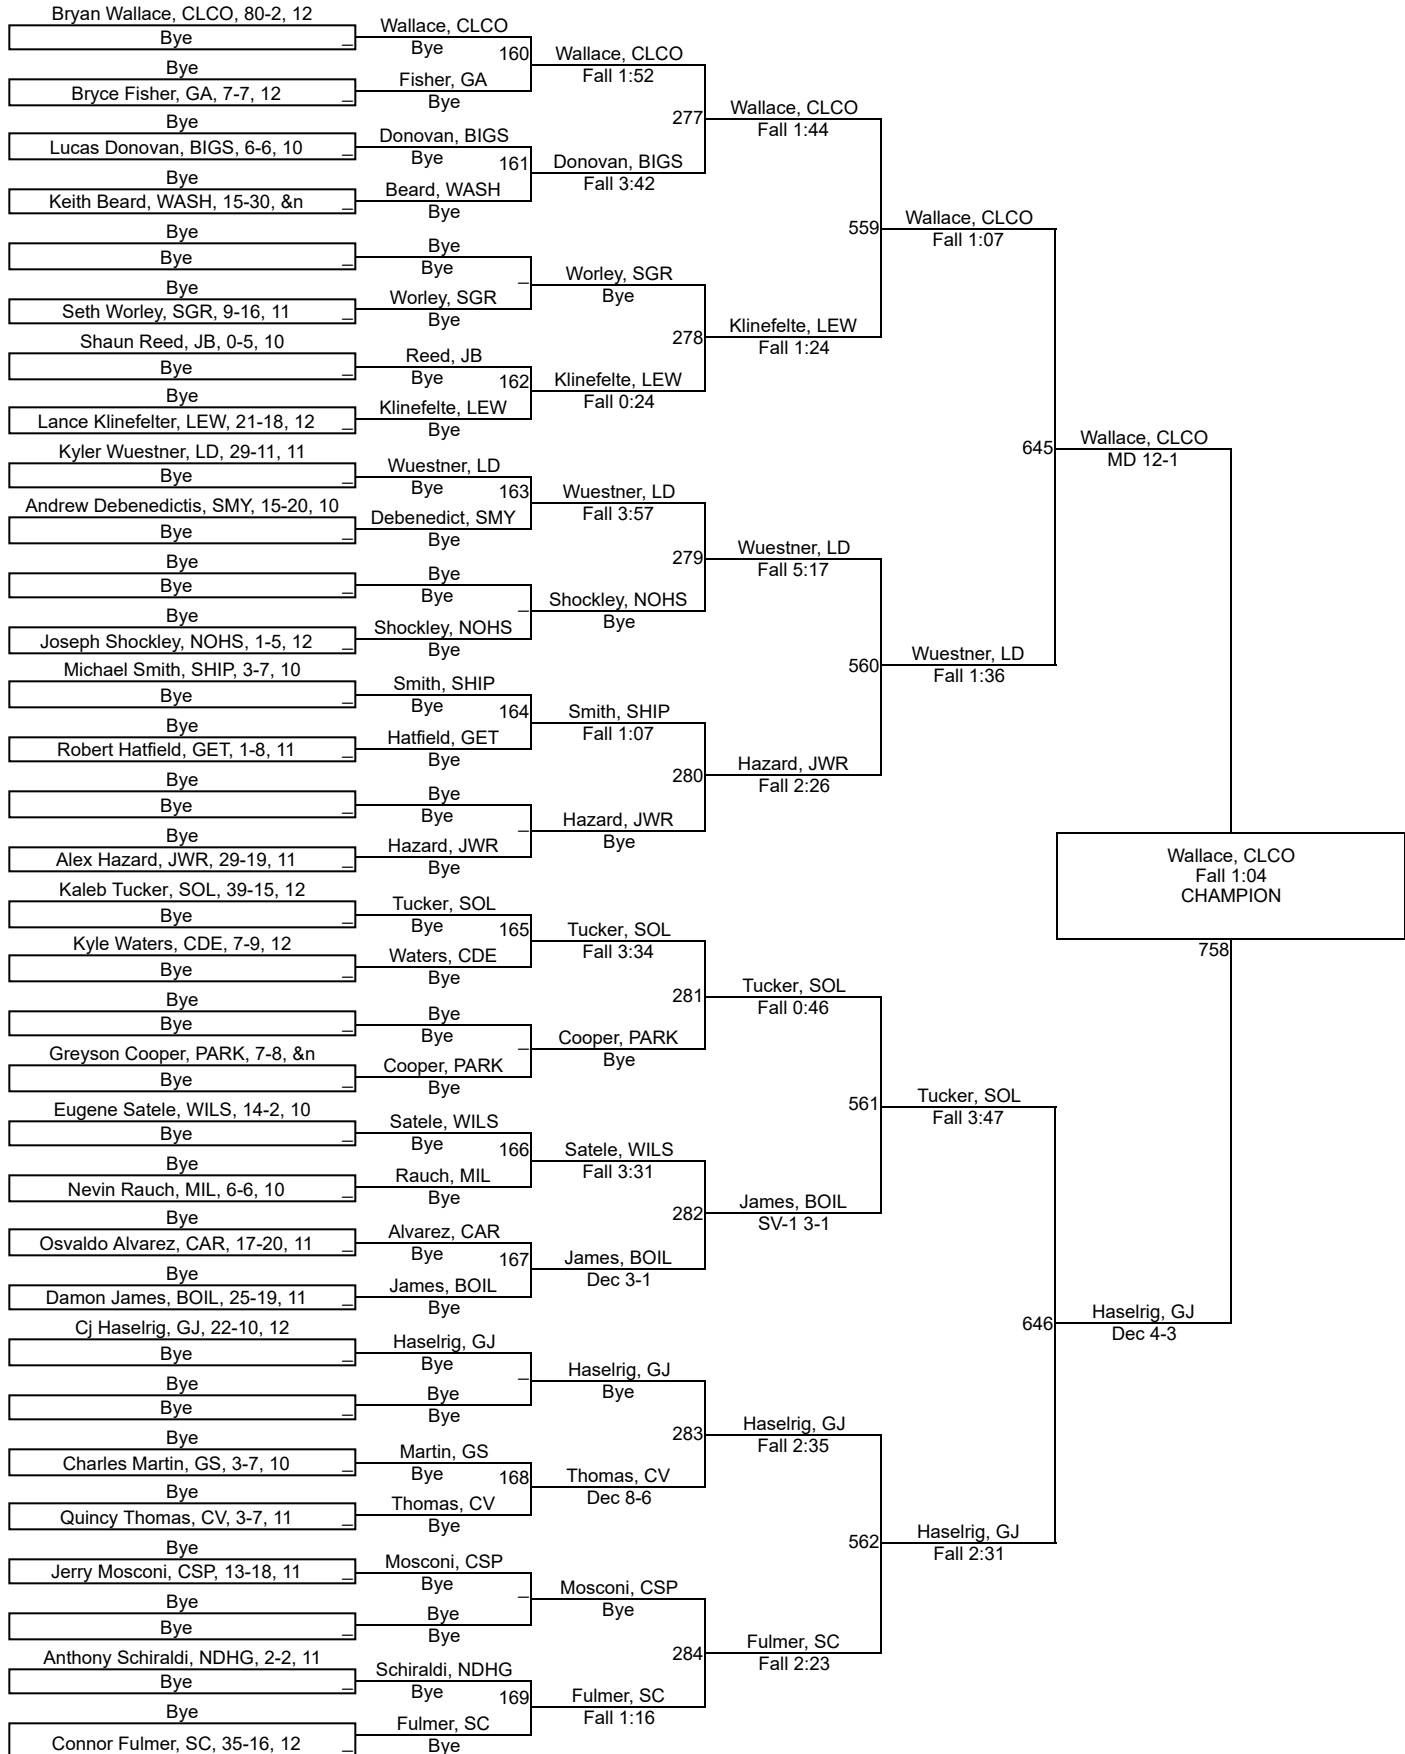 Bryan Wallace, CLCO, 80-2, 12
Bye
_
Bye
Bryce Fisher, GA, 7-7, 12
_
Bye
Lucas Donovan, BIGS, 6-6, 10
_
Bye
Keith Beard, WASH, 15-30, &n
_
Bye
Bye
_
Bye
Seth Worley, SGR, 9-16, 11
_
Shaun Reed, JB, 0-5, 10
Bye
_
Bye
Lance Klinefelter, LEW, 21-18, 12
_
Kyler Wuestner, LD, 29-11, 11
Bye
_
Andrew Debenedictis, SMY, 15-20, 10
Bye
_
Bye
Bye
_
Bye
Joseph Shockley, NOHS, 1-5, 12
_
Michael Smith, SHIP, 3-7, 10
Bye
_
Bye
Robert Hatfield, GET, 1-8, 11
_
Bye
Bye
_
Bye
Alex Hazard, JWR, 29-19, 11
_
Kaleb Tucker, SOL, 39-15, 12
Bye
_
Kyle Waters, CDE, 7-9, 12
Bye
_
Bye
Bye
_
Greyson Cooper, PARK, 7-8, &n
Bye
_
Eugene Satele, WILS, 14-2, 10
Bye
_
Bye
Nevin Rauch, MIL, 6-6, 10
_
Bye
Osvaldo Alvarez, CAR, 17-20, 11
_
Bye
Damon James, BOIL, 25-19, 11
_
Cj Haselrig, GJ, 22-10, 12
Bye
_
Bye
Bye
_
Bye
Charles Martin, GS, 3-7, 10
_
Bye
Quincy Thomas, CV, 3-7, 11
_
Bye
Jerry Mosconi, CSP, 13-18, 11
_
Bye
Bye
_
Anthony Schiraldi, NDHG, 2-2, 11
Bye
_
Bye
Connor Fulmer, SC, 35-16, 12
_
Wallace, CLCO
Bye
160
Fisher, GA
Bye
Donovan, BIGS
Bye
161
Beard, WASH
Bye
Bye
Bye
_
Worley, SGR
Bye
Reed, JB
Bye
162
Klinefelte, LEW
Bye
Wuestner, LD
Bye
163
Debenedict, SMY
Bye
Bye
Bye
_
Shockley, NOHS
Bye
Smith, SHIP
Bye
164
Hatfield, GET
Bye
Bye
Bye
_
Hazard, JWR
Bye
Tucker, SOL
Bye
165
Waters, CDE
Bye
Bye
Bye
_
Cooper, PARK
Bye
Satele, WILS
Bye
166
Rauch, MIL
Bye
Alvarez, CAR
Bye
167
James, BOIL
Bye
Haselrig, GJ
Bye
_
Bye
Bye
Martin, GS
Bye
168
Thomas, CV
Bye
Mosconi, CSP
Bye
_
Bye
Bye
Schiraldi, NDHG
Bye
169
Fulmer, SC
Bye
Wallace, CLCO
Fall 1:52
277
Donovan, BIGS
Fall 3:42
Worley, SGR
Bye
278
Klinefelte, LEW
Fall 0:24
Wuestner, LD
Fall 3:57
279
Shockley, NOHS
Bye
Smith, SHIP
Fall 1:07
280
Hazard, JWR
Bye
Tucker, SOL
Fall 3:34
281
Cooper, PARK
Bye
Satele, WILS
Fall 3:31
282
James, BOIL
Dec 3-1
Haselrig, GJ
Bye
283
Thomas, CV
Dec 8-6
Mosconi, CSP
Bye
284
Fulmer, SC
Fall 1:16
Wallace, CLCO
Fall 1:44
559
Klinefelte, LEW
Fall 1:24
Wuestner, LD
Fall 5:17
560
Hazard, JWR
Fall 2:26
Tucker, SOL
Fall 0:46
561
James, BOIL
SV-1 3-1
Haselrig, GJ
Fall 2:35
562
Fulmer, SC
Fall 2:23
Wallace, CLCO
Fall 1:07
645
Wuestner, LD
Fall 1:36
Tucker, SOL
Fall 3:47
646
Haselrig, GJ
Fall 2:31
Wallace, CLCO
MD 12-1
Haselrig, GJ
Dec 4-3
Wallace, CLCO
Fall 1:04
CHAMPION
758